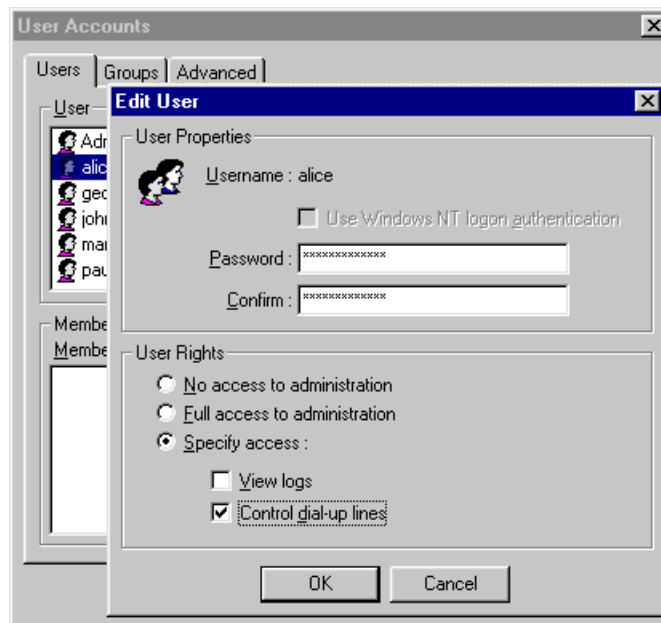 User Accounts
Users Groups Advanced
Edit User
User
User Properties
Username : alice
Use Windows NT logon authentication
Password : *************
Confirm : *************
User Rights
No access to administration
Full access to administration
Specify access :
View logs
Control dial-up lines
OK Cancel